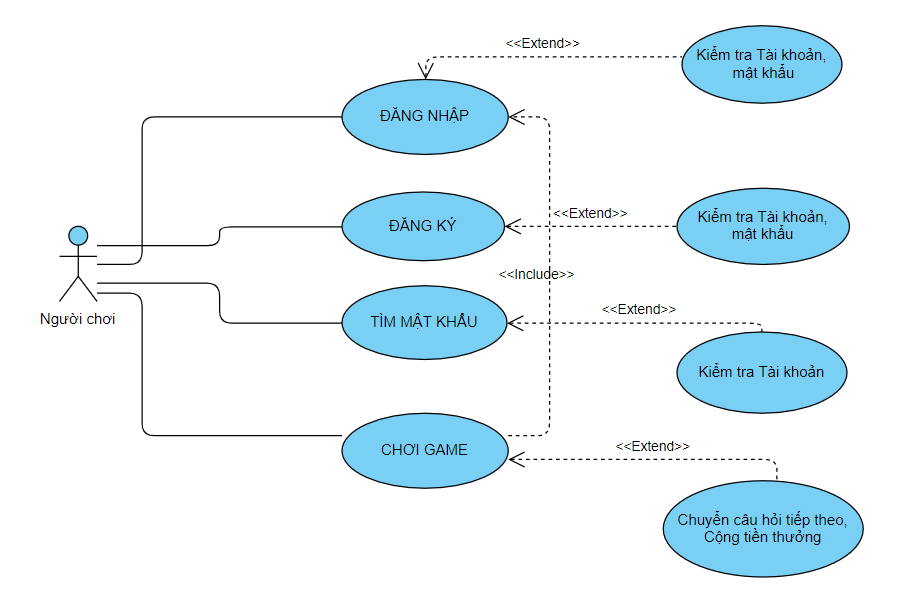 <<Extend>>
Kiểm tra Tài khoản,
mật khẩu
ĐĂNG NHẬP
<<Extend>>
Kiểm tra Tài khoản,
mật khẩu
ĐĂNG KÝ
<<Include>>
Người chơi
<<Extend>>
TÌM MẬT KHẨU
Kiểm tra Tài khoản
<<Extend>>
CHƠI GAME
Chuyển câu hỏi tiếp theo,
Cộng tiền thưởng